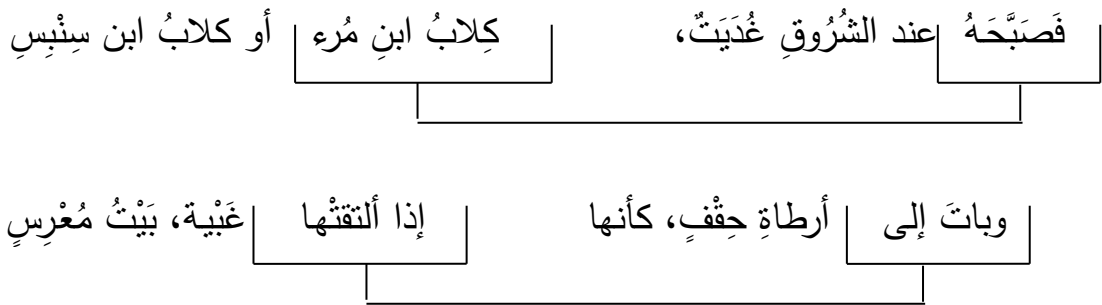 فَصَبَّحَهُ عند الشُرُوقِ غُدَيَتٌ، كِلابُ ابنِ مُرء أو كلابُ ابن سِنْبِسِ
وباتَ إلى أرطاةِ حِقْفٍ، كأنها إذا ألتقتْها غَبْية، بَيْتُ مُعْرِسٍ